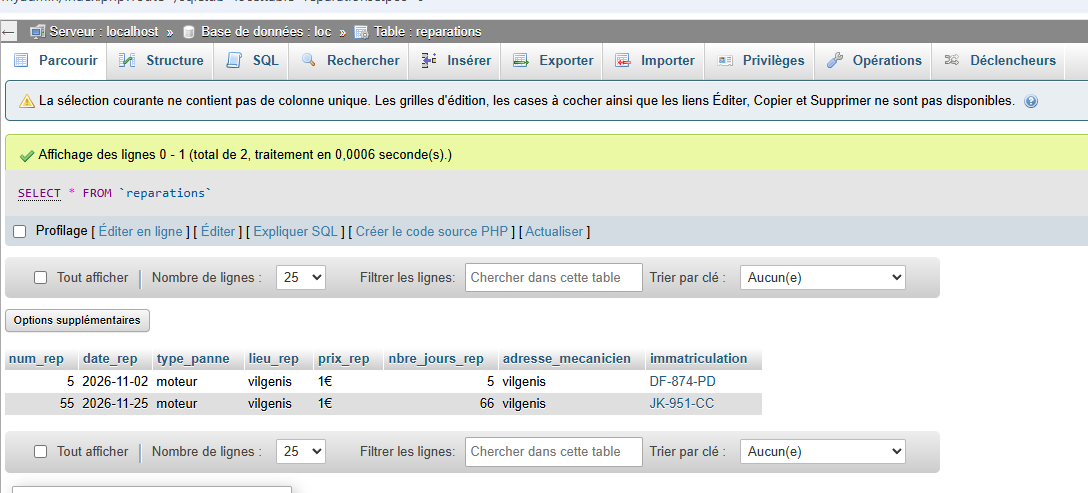 Serveur : localhost » Base de données : loc » Table : reparations
Parcourir Structure SQL Rechercher Insérer Exporter Importer Privilèges Opérations Déclencheurs
La sélection courante ne contient pas de colonne unique. Les grilles d'édition, les cases à cocher ainsi que les liens Éditer, Copier et Supprimer ne sont pas disponibles.
Affichage des lignes 0 - 1 (total de 2, traitement en 0,0006 seconde(s).)
SELECT * FROM `reparations`
Profilage [ Éditer en ligne ] [ Éditer ] [ Expliquer SQL ] [ Créer le code source PHP ] [ Actualiser ]
Tout afficher | Nombre de lignes : 25 Filtrer les lignes: Chercher dans cette table Trier par clé : Aucun(e)
Options supplémentaires
num_rep date_rep type_panne lieu_rep prix_rep nbre_jours_rep adresse_mecanicien immatriculation
5 2026-11-02 moteur vilgenis 1€ 5 vilgenis DF-874-PD
55 2026-11-25 moteur vilgenis 1€ 66 vilgenis JK-951-CC
Tout afficher | Nombre de lignes : 25 Filtrer les lignes: Chercher dans cette table Trier par clé : Aucun(e)